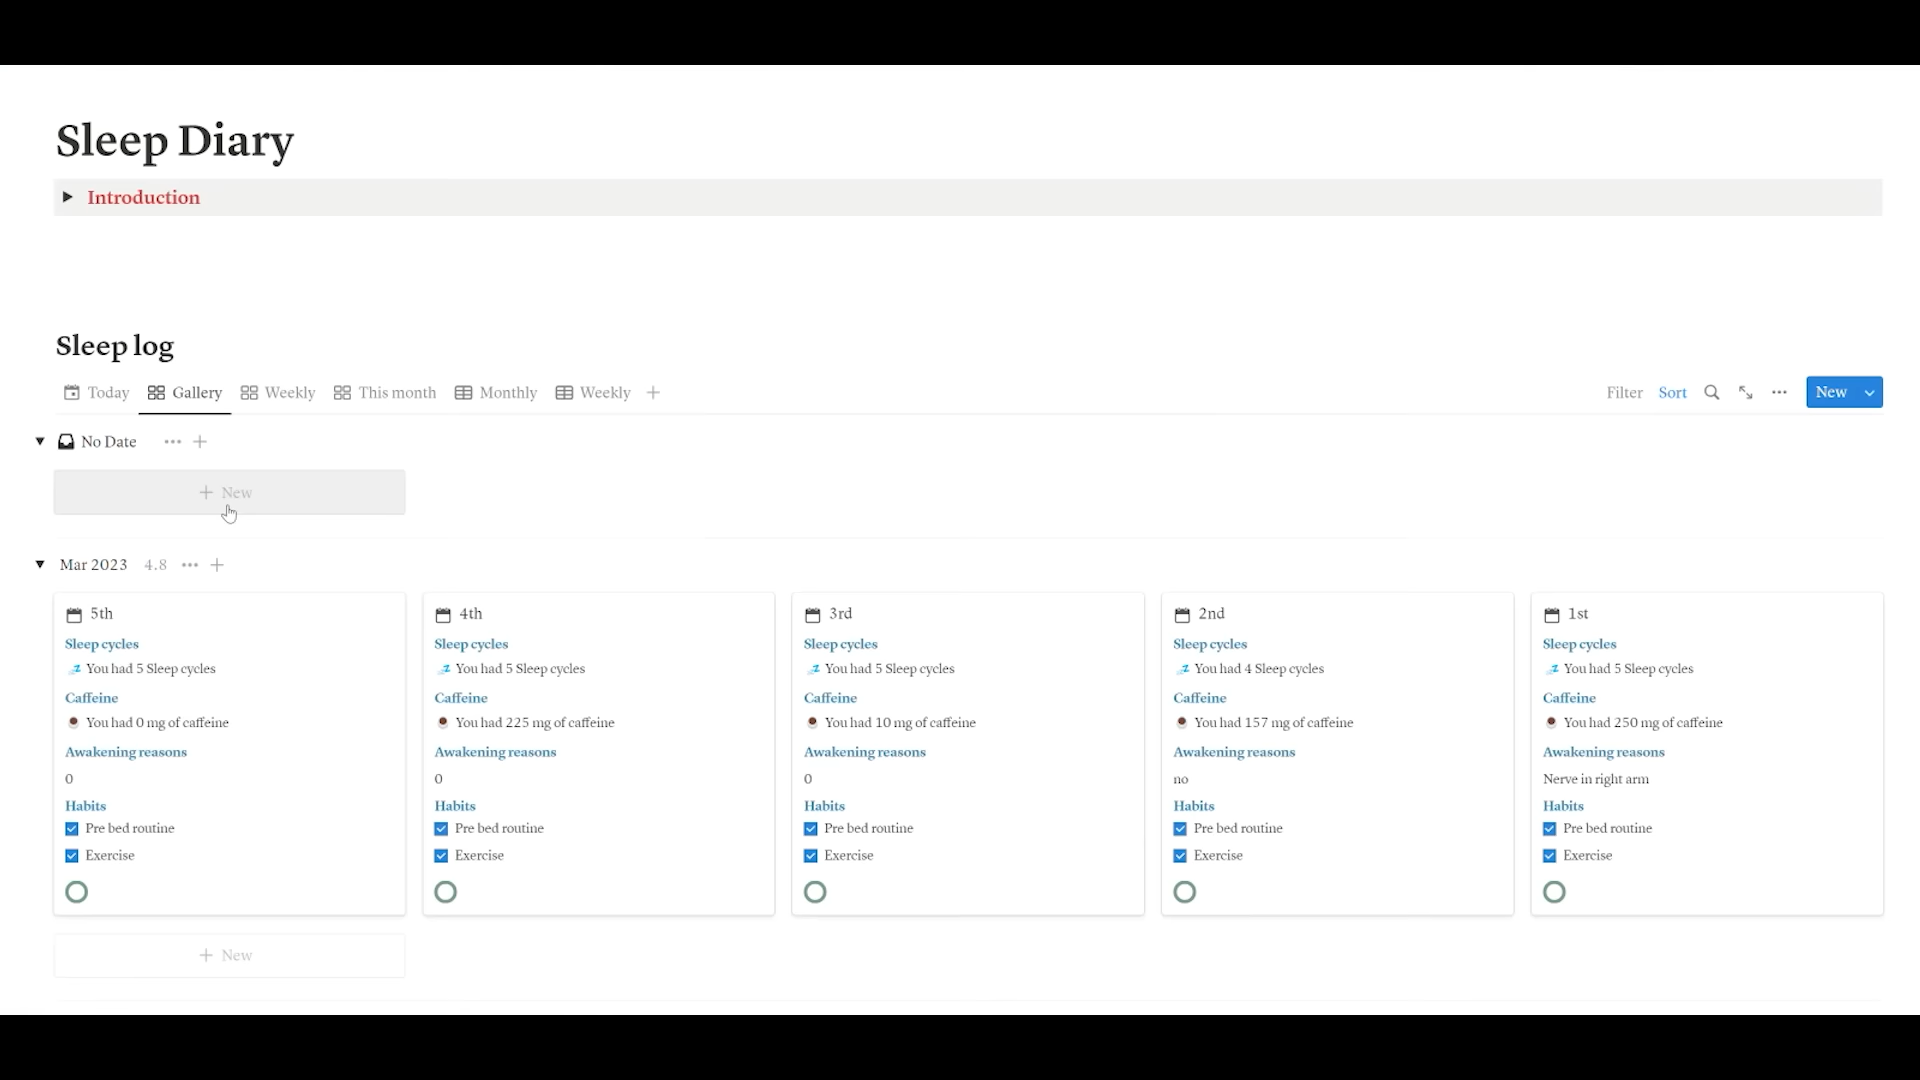 Sleep Diary
Introduction
Sleep log
Today Gallery Weekly This month Monthly Weekly Filter Sort New
No Date
New
Mar 2023 4.8
5th 4th 3rd 2nd 1st
Sleep cycles Sleep cycles Sleep cycles Sleep cycles Sleep cycles
You had 5 Sleep cycles You had 5 Sleep cycles You had 5 Sleep cycles You had 4 Sleep cycles You had 5 Sleep cycles
Caffeine Caffeine Caffeine Caffeine Caffeine
You had 0 mg of caffeine You had 225 mg of caffeine You had 10 mg of caffeine You had 157 mg of caffeine You had 250 mg of caffeine
Awakening reasons Awakening reasons Awakening reasons Awakening reasons Awakening reasons
0 0 0 no Nerve in right arm
Habits Habits Habits Habits Habits
Pre bed routine Pre bed routine Pre bed routine Pre bed routine Pre bed routine
Exercise Exercise Exercise Exercise Exercise
New